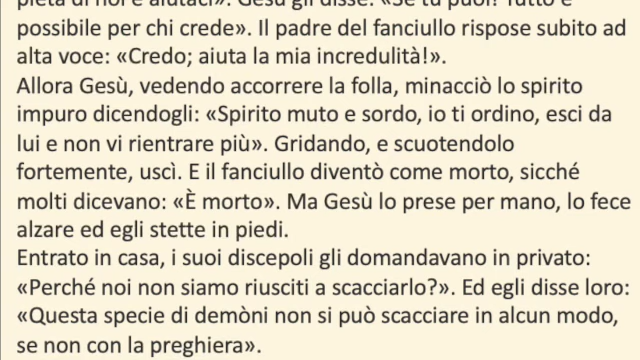 pietà di noi e aiutaci». Gesù gli disse: «Se tu puoi! Tutto è
possibile per chi crede». Il padre del fanciullo rispose subito ad
alta voce: «Credo; aiuta la mia incredulità!».
Allora Gesù, vedendo accorrere la folla, minacciò lo spirito
impuro dicendogli: «Spirito muto e sordo, io ti ordino, esci da
lui e non vi rientrare più». Gridando, e scuotendolo
fortemente, uscì. E il fanciullo diventò come morto, sicché
molti dicevano: «È morto». Ma Gesù lo prese per mano, lo fece
alzare ed egli stette in piedi.
Entrato in casa, i suoi discepoli gli domandavano in privato:
«Perché noi non siamo riusciti a scacciarlo?». Ed egli disse loro:
«Questa specie di demòni non si può scacciare in alcun modo,
se non con la preghiera».